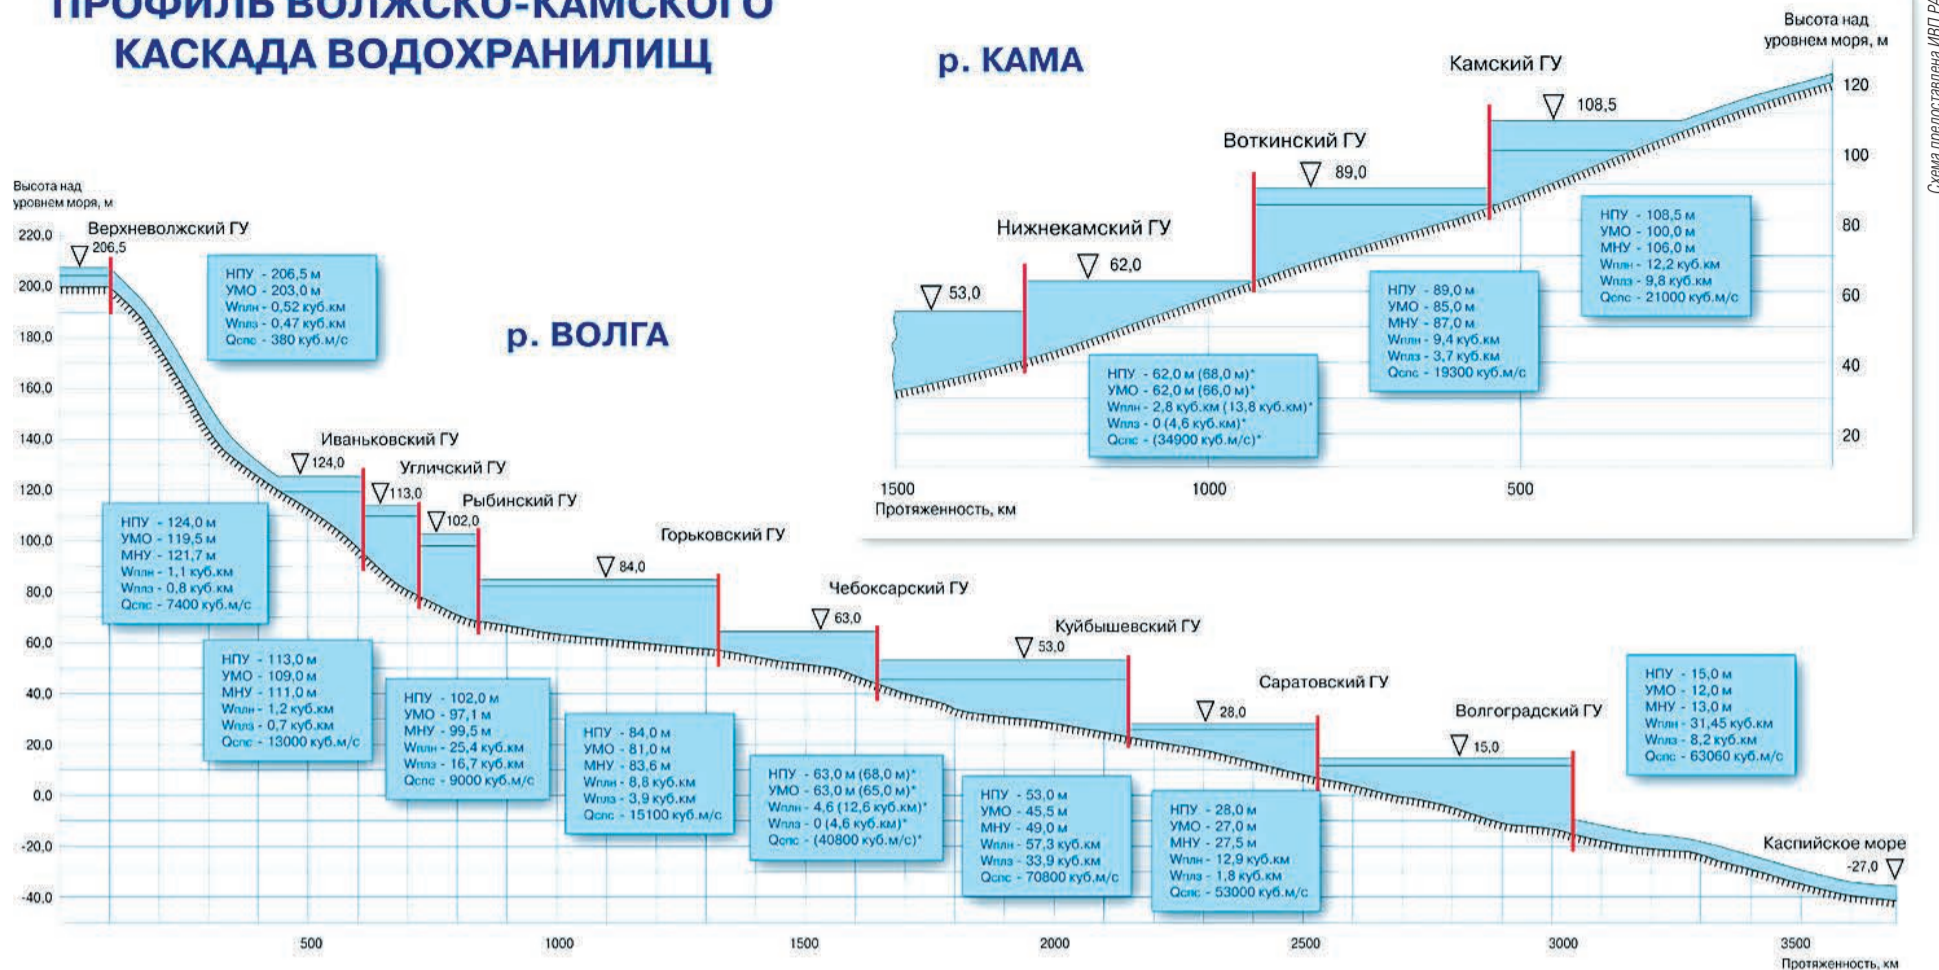 ПРОФИЛЬ ВОЛЖСКО-КАМСКОГО
КАСКАДА ВОДОХРАНИЛИЩ
р. КАМА
Высота над
уровнем моря, м
Камский ГУ
108,5
Воткинский ГУ
89,0
Нижнекамский ГУ
62,0
53,0
120
100
80
60
40
20
НПУ - 108,5 м
УМО - 100,0 м
МНУ - 106,0 м
Wплн - 12,2 куб.км
Wплз - 9,8 куб.км
Qспс - 21000 куб.м/с
НПУ - 89,0 м
УМО - 85,0 м
МНУ - 87,0 м
Wплн - 9,4 куб.км
Wплз - 3,7 куб.км
Qспс - 19300 куб.м/с
НПУ - 62,0 м (68,0 м)*
УМО - 62,0 м (66,0 м)*
Wплн - 2,8 куб.км (13,8 куб.км)*
Wплз - 0 (4,6 куб.км)*
Qспс - (34900 куб.м/с)*
1500
1000
500
Протяженность, км
Схема предоставлена ИВП РА
Высота над
уровнем моря, м
220,0
200,0
180,0
160,0
140,0
120,0
100,0
80,0
60,0
40,0
20,0
0,0
-20,0
-40,0
р. ВОЛГА
Верхневолжский ГУ
206,5
НПУ - 206,5 м
УМО - 203,0 м
Wплн - 0,52 куб.км
Wплз - 0,47 куб.км
Qспс - 380 куб.м/с
Иваньковский ГУ
124,0
Угличский ГУ
113,0
Рыбинский ГУ
102,0
Горьковский ГУ
84,0
Чебоксарский ГУ
63,0
Куйбышевский ГУ
53,0
Саратовский ГУ
28,0
Волгоградский ГУ
15,0
Каспийское море
-27,0
НПУ - 124,0 м
УМО - 119,5 м
МНУ - 121,7 м
Wплн - 1,1 куб.км
Wплз - 0,8 куб.км
Qспс - 7400 куб.м/с
НПУ - 113,0 м
УМО - 109,0 м
МНУ - 111,0 м
Wплн - 1,2 куб.км
Wплз - 0,7 куб.км
Qспс - 13000 куб.м/с
НПУ - 102,0 м
УМО - 97,1 м
МНУ - 99,5 м
Wплн - 25,4 куб.км
Wплз - 16,7 куб.км
Qспс - 9000 куб.м/с
НПУ - 84,0 м
УМО - 81,0 м
МНУ - 83,6 м
Wплн - 8,8 куб.км
Wплз - 3,9 куб.км
Qспс - 15100 куб.м/с
НПУ - 63,0 м (68,0 м)*
УМО - 63,0 м (65,0 м)*
Wплн - 4,6 (12,6 куб.км)*
Wплз - 0 (4,6 куб.км)*
Qспс - (40800 куб.м/с)*
НПУ - 53,0 м
УМО - 45,5 м
МНУ - 49,0 м
Wплн - 57,3 куб.км
Wплз - 33,9 куб.км
Qспс - 70800 куб.м/с
НПУ - 28,0 м
УМО - 27,0 м
МНУ - 27,5 м
Wплн - 12,9 куб.км
Wплз - 1,8 куб.км
Qспс - 53000 куб.м/с
НПУ - 15,0 м
УМО - 12,0 м
МНУ - 13,0 м
Wплн - 31,45 куб.км
Wплз - 8,2 куб.км
Qспс - 63060 куб.м/с
500
1000
1500
2000
2500
3000
3500
Протяженность, км